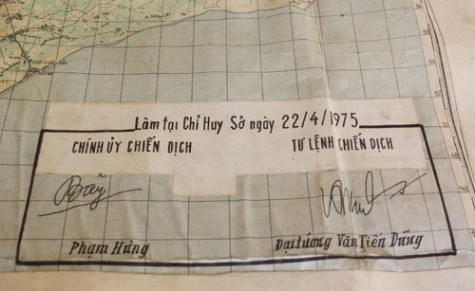 Làm tại Chỉ Huy Sở ngày 22/4/1975
CHÍNH ỦY CHIẾN DỊCH
TƯ LỆNH CHIẾN DỊCH
Phạm Hùng
Đại tướng Văn Tiến Dũng